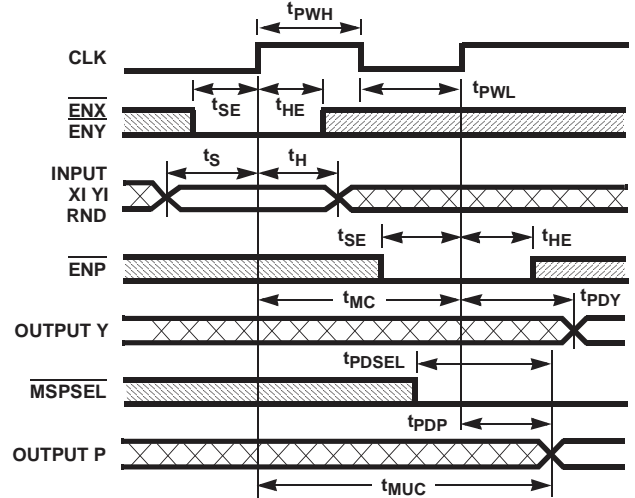 tPWH
CLK
tSE tHE tPWL
ENX
ENY
INPUT
XI YI
RND
tS tH
tSE tHE
ENP
tMC tPDY
OUTPUT Y
tPDSEL
MSPSEL
tPDP
OUTPUT P
tMUC